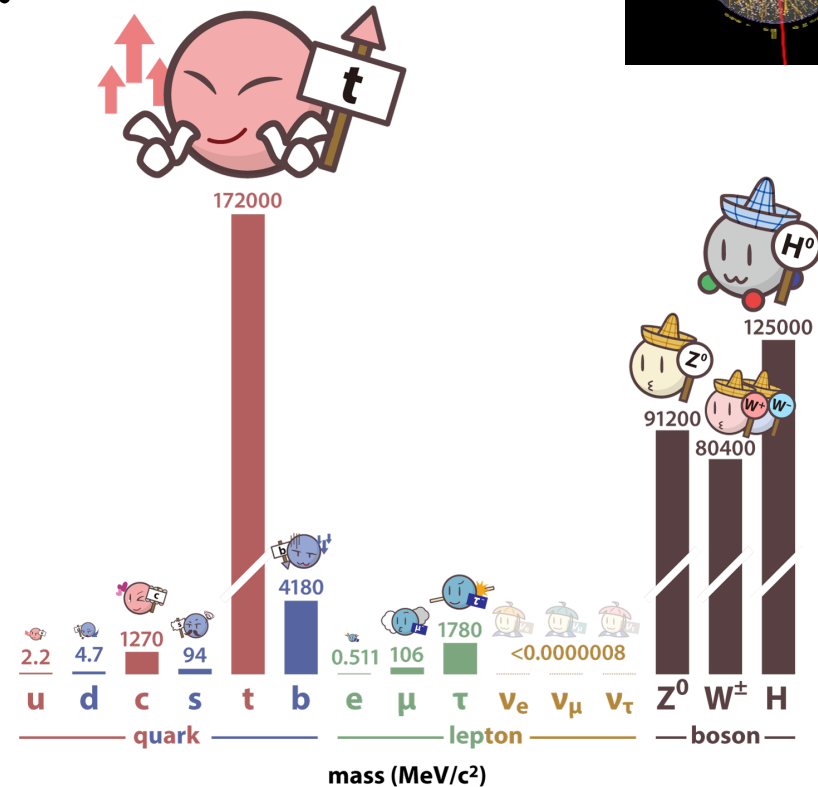 t
172000
H⁰
125000
Z⁰
91200
W⁺ W⁻
80400
b
4180
c
1270
s
94
2.2
4.7
0.511
μ
106
τ
1780
<0.0000008
u d c s t b e μ τ νe νμ ντ Z⁰ W± H
quark lepton boson
mass (MeV/c²)